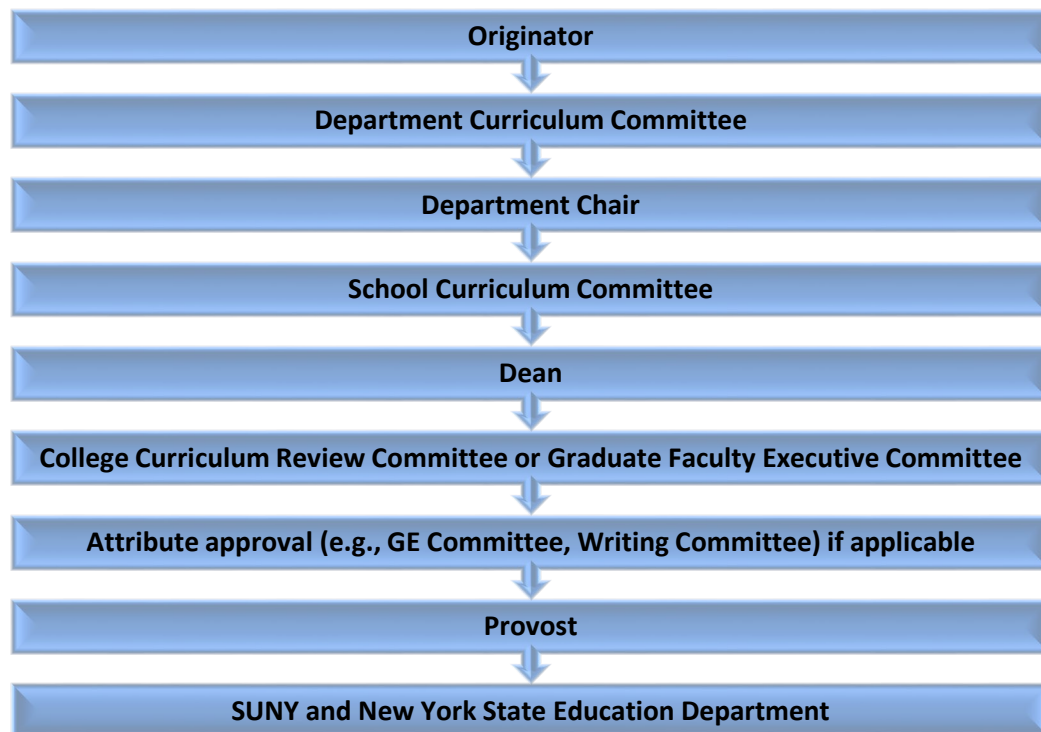 Originator
Department Curriculum Committee
Department Chair
School Curriculum Committee
Dean
College Curriculum Review Committee or Graduate Faculty Executive Committee
Attribute approval (e.g., GE Committee, Writing Committee) if applicable
Provost
SUNY and New York State Education Department